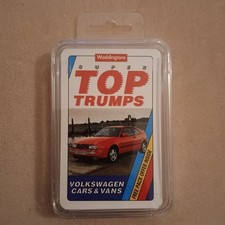 Waddingtons
SUPER
TOP
TRUMPS
VOLKSWAGEN
CARS & VANS